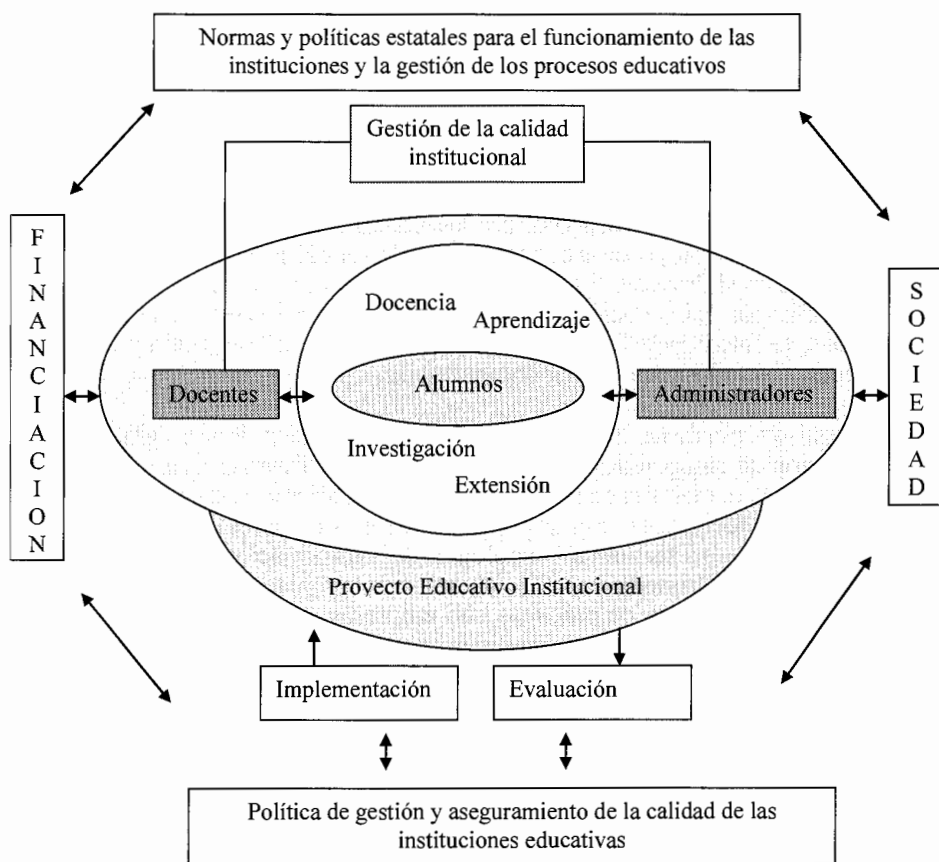 Normas y políticas estatales para el funcionamiento de las
instituciones y la gestión de los procesos educativos
Gestión de la calidad
institucional
FINANCIACION
Docencia
Aprendizaje
SOCIEDAD
Docentes
Alumnos
Administradores
Investigación
Extensión
Proyecto Educativo Institucional
Implementación
Evaluación
Política de gestión y aseguramiento de la calidad de las
instituciones educativas